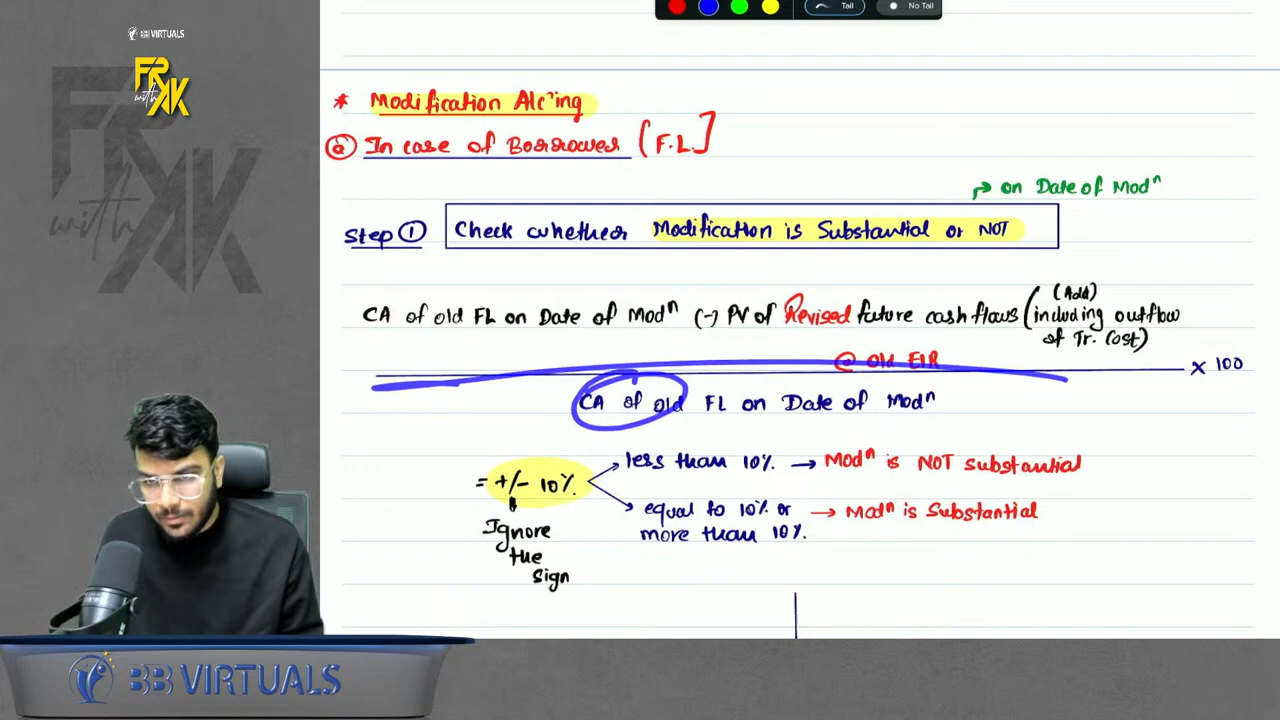 Tail
No Tail
BB VIRTUALS
FR
with
KK
* Modification A/c'ing
(a) In case of Borrower [F.L.]
→ on Date of Modⁿ
Step ① Check whether Modification is Substantial or NOT
CA of old FL on Date of Modⁿ (-) PV of Revised future cashflows (including outflow of Tr. Cost)
(Add)
@ Old EIR
× 100
CA of old FL on Date of Modⁿ
= +/- 10%.
less than 10%. → Modⁿ is NOT substantial
equal to 10% or more than 10%. → Modⁿ is Substantial
Ignore
the
Sign
BB VIRTUALS